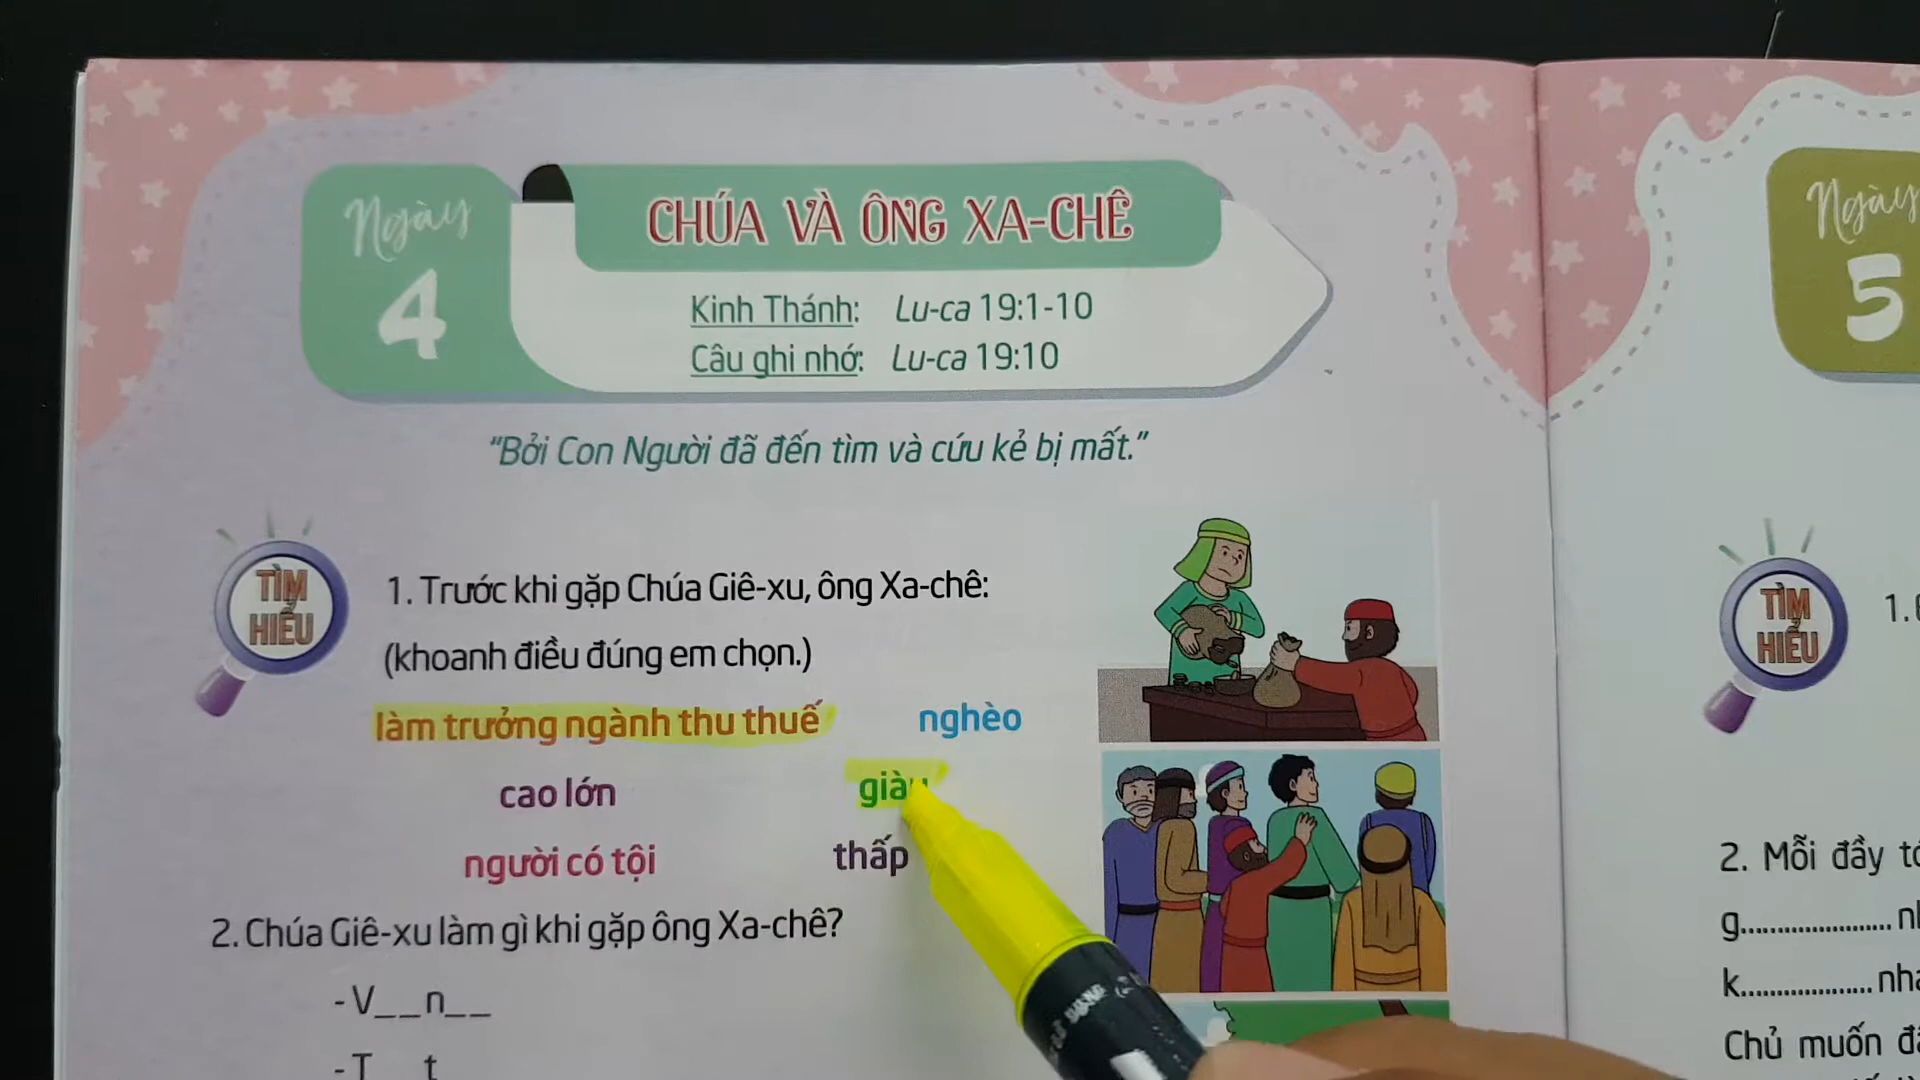 Ngày
4
CHÚA VÀ ÔNG XA-CHÊ
Kinh Thánh: Lu-ca 19:1-10
Câu ghi nhớ: Lu-ca 19:10
"Bởi Con Người đã đến tìm và cứu kẻ bị mất."
TÌM
HIỂU
1. Trước khi gặp Chúa Giê-xu, ông Xa-chê:
(khoanh điều đúng em chọn.)
làm trưởng ngành thu thuế nghèo
cao lớn giàu
người có tội thấp
2. Chúa Giê-xu làm gì khi gặp ông Xa-chê?
- V__n__
- T t
Ngày
5
TÌM
HIỂU
1.
2. Mỗi đầy
g.....................
k.................. 
Chủ muốn